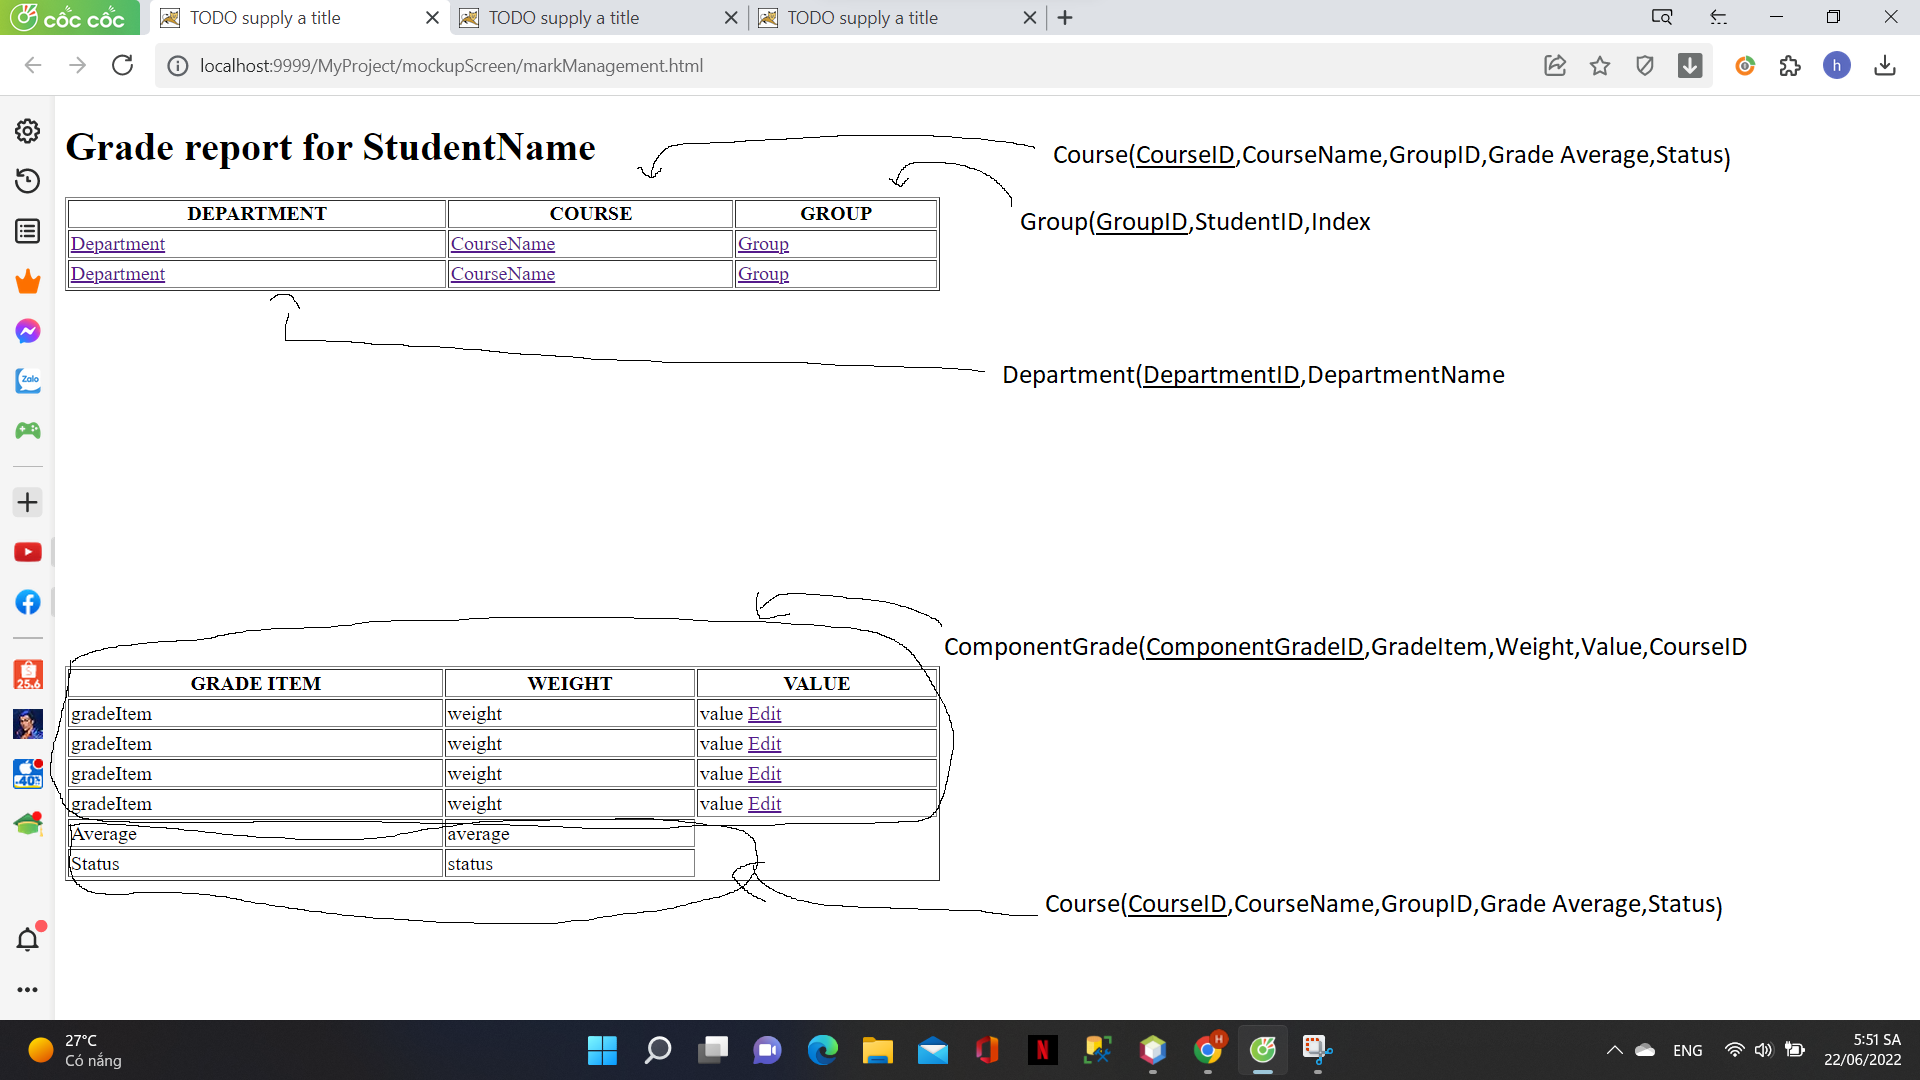 cốc cốc
TODO supply a title
TODO supply a title
TODO supply a title
localhost:9999/MyProject/mockupScreen/markManagement.html
h
Grade report for StudentName
Course(CourseID,CourseName,GroupID,Grade Average,Status)
Group(GroupID,StudentID,Index
DEPARTMENT COURSE GROUP
Department CourseName Group
Department CourseName Group
Department(DepartmentID,DepartmentName
Zalo
ComponentGrade(ComponentGradeID,GradeItem,Weight,Value,CourseID
25.6
GRADE ITEM WEIGHT VALUE
gradeItem weight value Edit
gradeItem weight value Edit
gradeItem weight value Edit
gradeItem weight value Edit
-40%
Average average
Status status
Course(CourseID,CourseName,GroupID,Grade Average,Status)
27°C
Có nắng
N
H
ENG
5:51 SA
22/06/2022